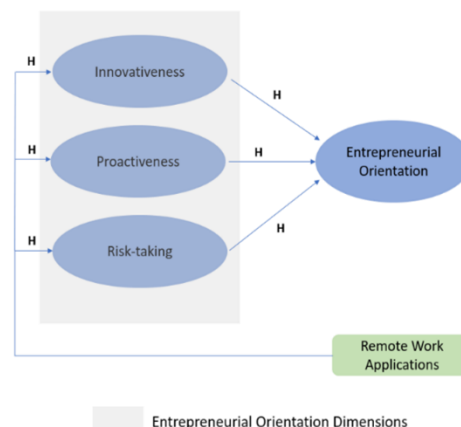 H
Innovativeness
H
H
Proactiveness
H
Entrepreneurial
Orientation
H
Risk-taking
H
Remote Work
Applications
Entrepreneurial Orientation Dimensions